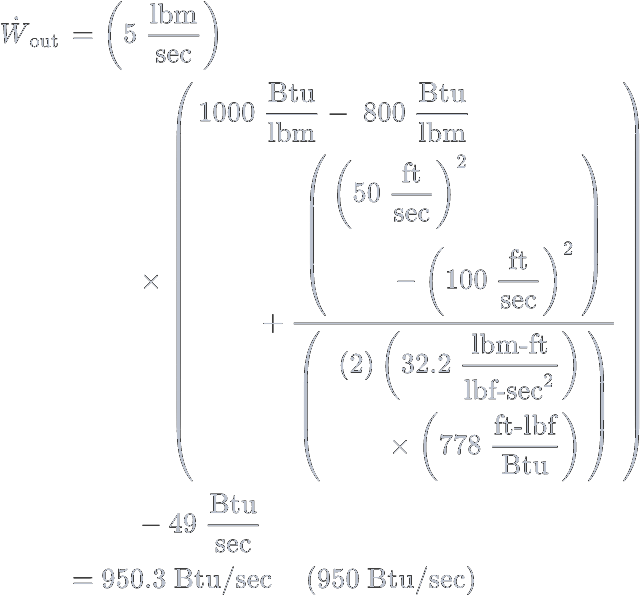 Ẇout = (5 lbm/sec)
× (1000 Btu/lbm − 800 Btu/lbm
+ ((50 ft/sec)²
− (100 ft/sec)²)
/ ((2)(32.2 lbm-ft/lbf-sec²)
× (778 ft-lbf/Btu)))
− 49 Btu/sec
= 950.3 Btu/sec (950 Btu/sec)